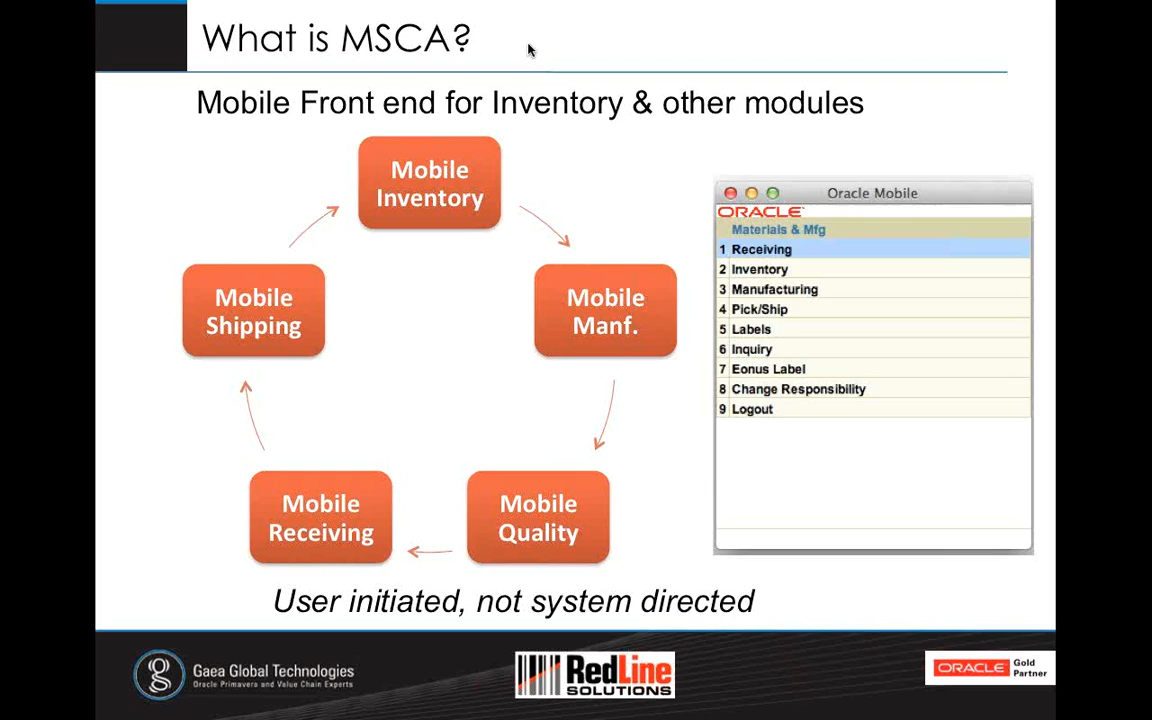 What is MSCA?
Mobile Front end for Inventory & other modules
Mobile
Inventory
Mobile
Manf.
Mobile
Quality
Mobile
Receiving
Mobile
Shipping
Oracle Mobile
ORACLE
Materials & Mfg
1 Receiving
2 Inventory
3 Manufacturing
4 Pick/Ship
5 Labels
6 Inquiry
7 Eonus Label
8 Change Responsibility
9 Logout
User initiated, not system directed
g
Gaea Global Technologies
Oracle Primavera and Value Chain Experts
RedLine
SOLUTIONS
ORACLE Gold
Partner